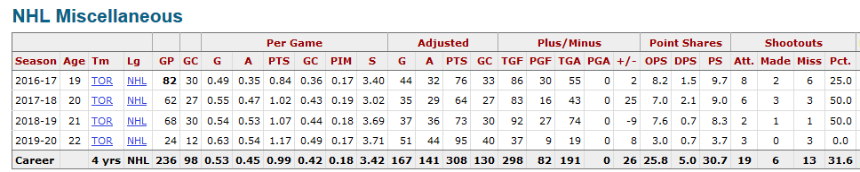 NHL Miscellaneous
Per Game Adjusted Plus/Minus Point Shares Shootouts
Season Age Tm Lg GP GC G A PTS GC PIM S G A PTS GC TGF PGF TGA PGA +/- OPS DPS PS Att. Made Miss Pct.
2016-17 19 TOR NHL 82 30 0.49 0.35 0.84 0.36 0.17 3.40 44 32 76 33 86 30 55 0 2 8.2 1.5 9.7 8 2 6 25.0
2017-18 20 TOR NHL 62 27 0.55 0.47 1.02 0.43 0.19 3.02 35 29 64 27 83 16 43 0 25 7.0 2.1 9.0 6 3 3 50.0
2018-19 21 TOR NHL 68 30 0.54 0.53 1.07 0.44 0.18 3.69 37 36 73 30 92 27 74 0 -9 7.6 0.7 8.3 2 1 1 50.0
2019-20 22 TOR NHL 24 12 0.63 0.54 1.17 0.49 0.17 3.71 51 44 95 40 37 9 19 0 8 3.0 0.7 3.7 3 0 3 0.0
Career 4 yrs NHL 236 98 0.53 0.45 0.99 0.42 0.18 3.42 167 141 308 130 298 82 191 0 26 25.8 5.0 30.7 19 6 13 31.6